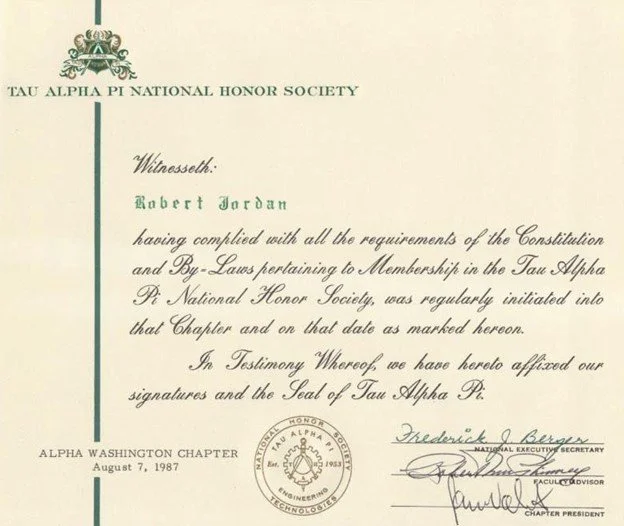 TAU ALPHA PI NATIONAL HONOR SOCIETY
Witnesseth:
Robert Jordan
having complied with all the requirements of the Constitution
and By-Laws pertaining to Membership in the Tau Alpha
Pi National Honor Society, was regularly initiated into
that Chapter and on that date as marked hereon.
In Testimony Whereof, we have hereto affixed our
signatures and the Seal of Tau Alpha Pi.
ALPHA WASHINGTON CHAPTER
August 7, 1987
NATIONAL HONOR SOCIETY
TAU ALPHA PI
Est. 1953
ENGINEERING
TECHNOLOGIES
Frederick J. Berger
NATIONAL EXECUTIVE SECRETARY
FACULTY ADVISOR
CHAPTER PRESIDENT